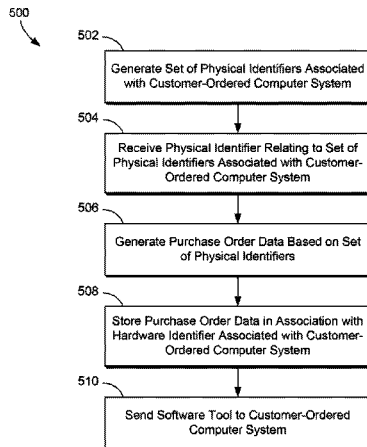 500
502
Generate Set of Physical Identifiers Associated
with Customer-Ordered Computer System
504
Receive Physical Identifier Relating to Set of
Physical Identifiers Associated with Customer-
Ordered Computer System
506
Generate Purchase Order Data Based on Set
of Physical Identifiers
508
Store Purchase Order Data in Association with
Hardware Identifier Associated with Customer-
Ordered Computer System
510
Send Software Tool to Customer-Ordered
Computer System